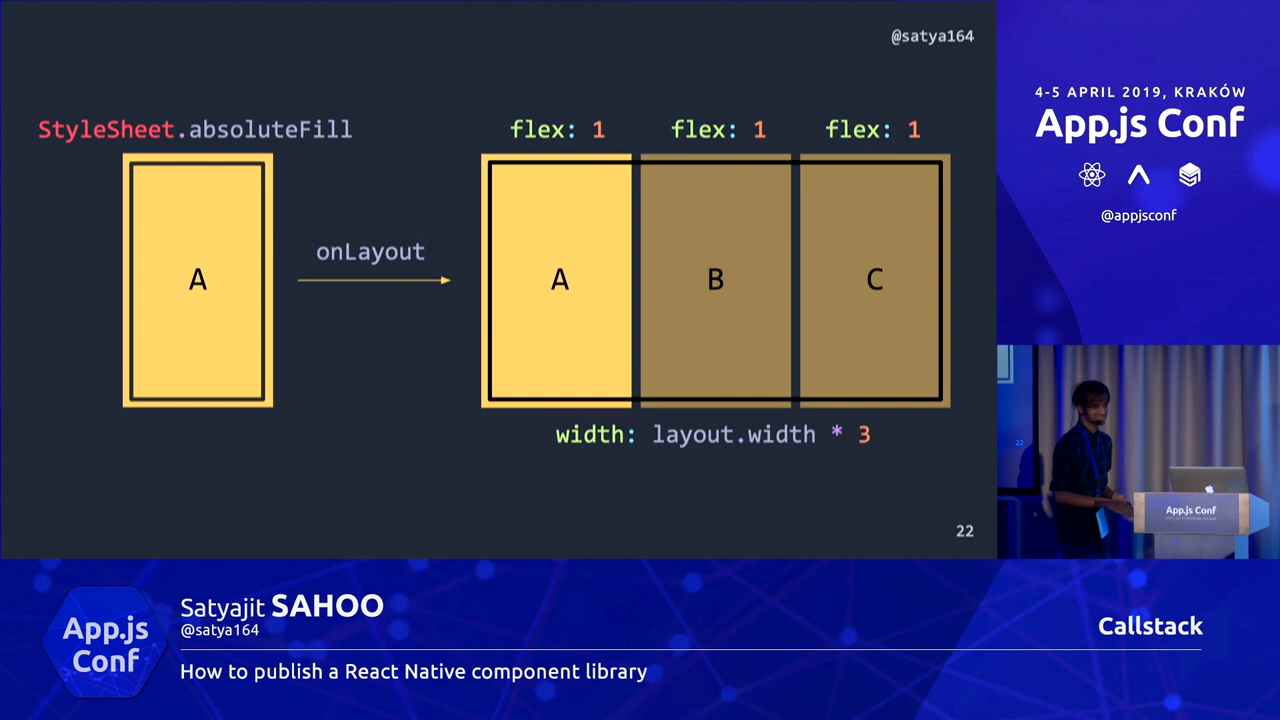 @satya164
StyleSheet.absoluteFill
flex: 1 flex: 1 flex: 1
A
onLayout
A B C
width: layout.width * 3
22
4-5 APRIL 2019, KRAKÓW
App.js Conf
@appjsconf
22
App.js Conf
App.js
Conf
Satyajit SAHOO
@satya164
How to publish a React Native component library
Callstack